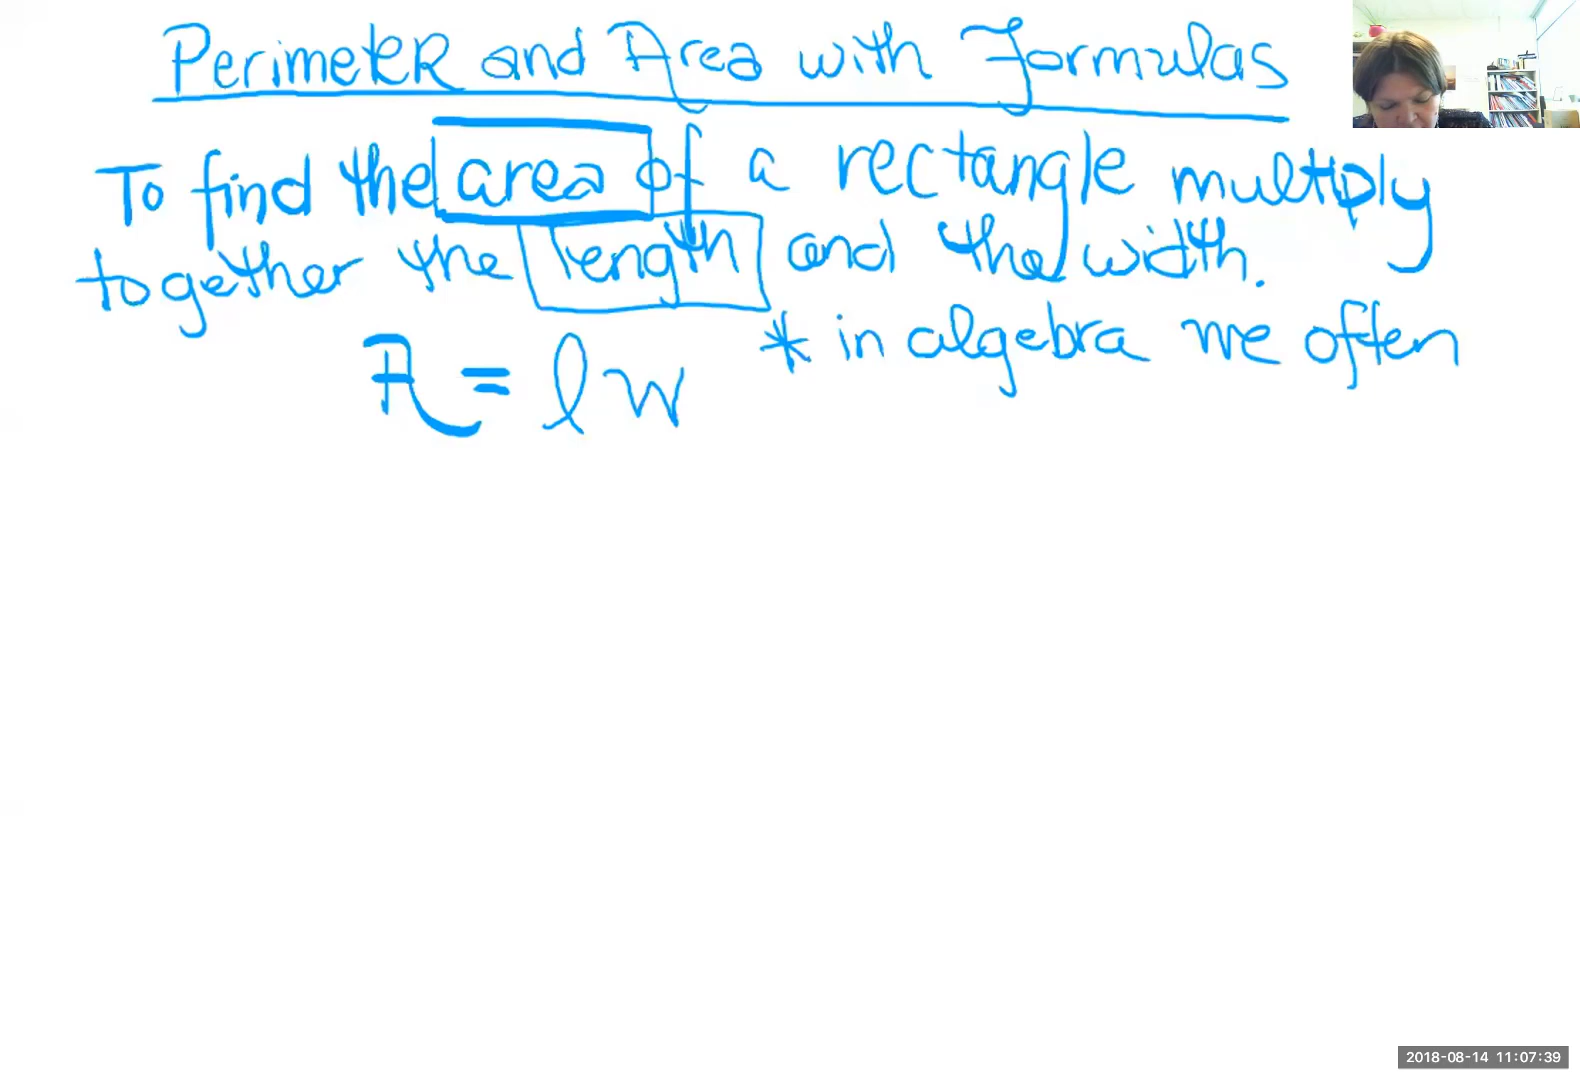 PerimeteR and Area with Formulas
To find the area of a rectangle multiply
together the length and the width.
A = lw * in algebra we often
2018-08-14 11:07:39